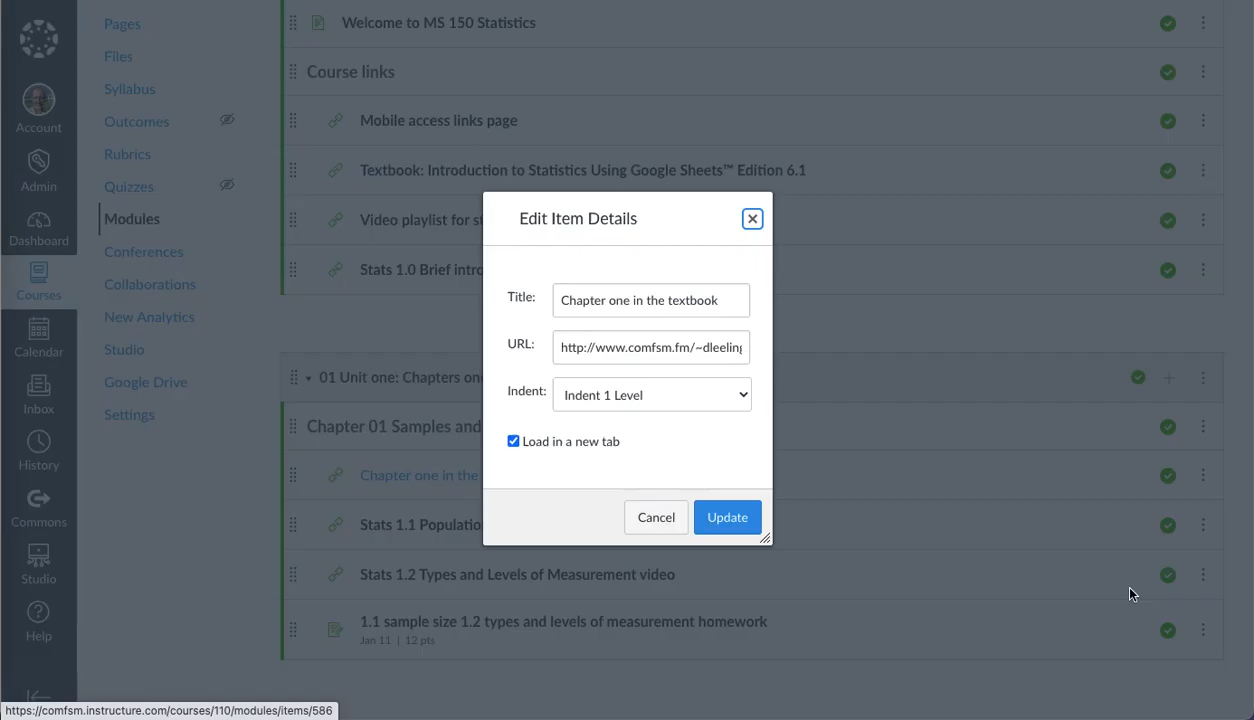 Account
Admin
Dashboard
Courses
Calendar
Inbox
History
Commons
Studio
Help
Pages
Files
Syllabus
Outcomes
Rubrics
Quizzes
Modules
Conferences
Collaborations
New Analytics
Studio
Google Drive
Settings
Welcome to MS 150 Statistics
Course links
Mobile access links page
Textbook: Introduction to Statistics Using Google Sheets™ Edition 6.1
Video playlist for
Stats 1.0 Brief
01 Unit one: Chapters
Chapter 01 Samples and
Chapter one in the
Stats 1.1
Stats 1.2 Types and Levels of Measurement video
1.1 sample size 1.2 types and levels of measurement homework
Jan 11 | 12 pts
Edit Item Details
Title: Chapter one in the textbook
URL: http://www.comfsm.fm/~dleeling
Indent: Indent 1 Level
Load in a new tab
Cancel Update
https://comfsm.instructure.com/courses/110/modules/items/586